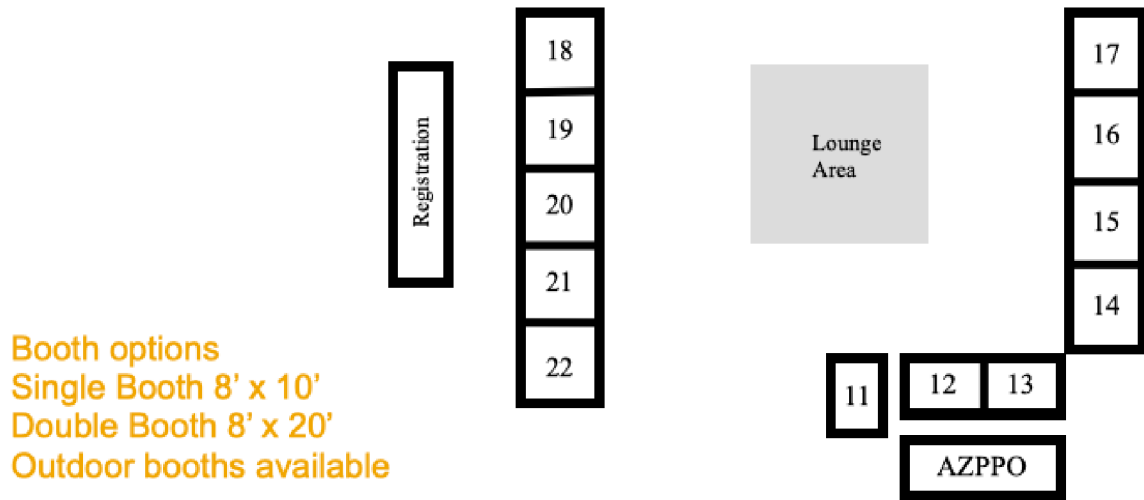 18
17
19
16
Registration
Lounge
Area
20
15
21
14
Booth options
22
Single Booth 8’ x 10’
11
12
13
Double Booth 8’ x 20’
Outdoor booths available
AZPPO